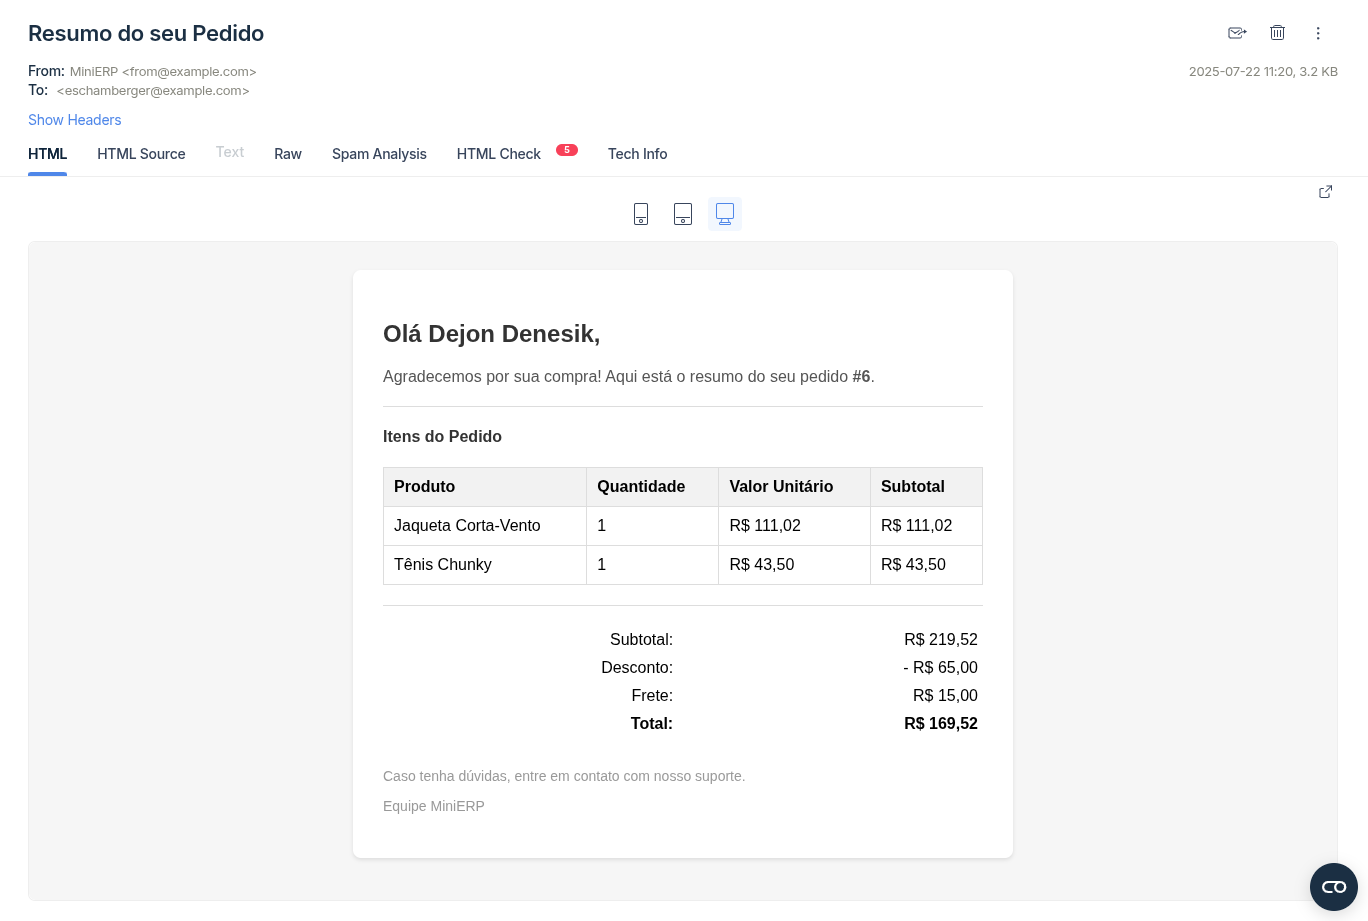 Resumo do seu Pedido
From: MiniERP <from@example.com>
2025-07-22 11:20, 3.2 KB
To: <eschamberger@example.com>
Show Headers
HTML HTML Source Text Raw Spam Analysis HTML Check 5 Tech Info
Olá Dejon Denesik,
Agradecemos por sua compra! Aqui está o resumo do seu pedido #6.
Itens do Pedido
Produto Quantidade Valor Unitário Subtotal
Jaqueta Corta-Vento 1 R$ 111,02 R$ 111,02
Tênis Chunky 1 R$ 43,50 R$ 43,50
Subtotal: R$ 219,52
Desconto: - R$ 65,00
Frete: R$ 15,00
Total: R$ 169,52
Caso tenha dúvidas, entre em contato com nosso suporte.
Equipe MiniERP